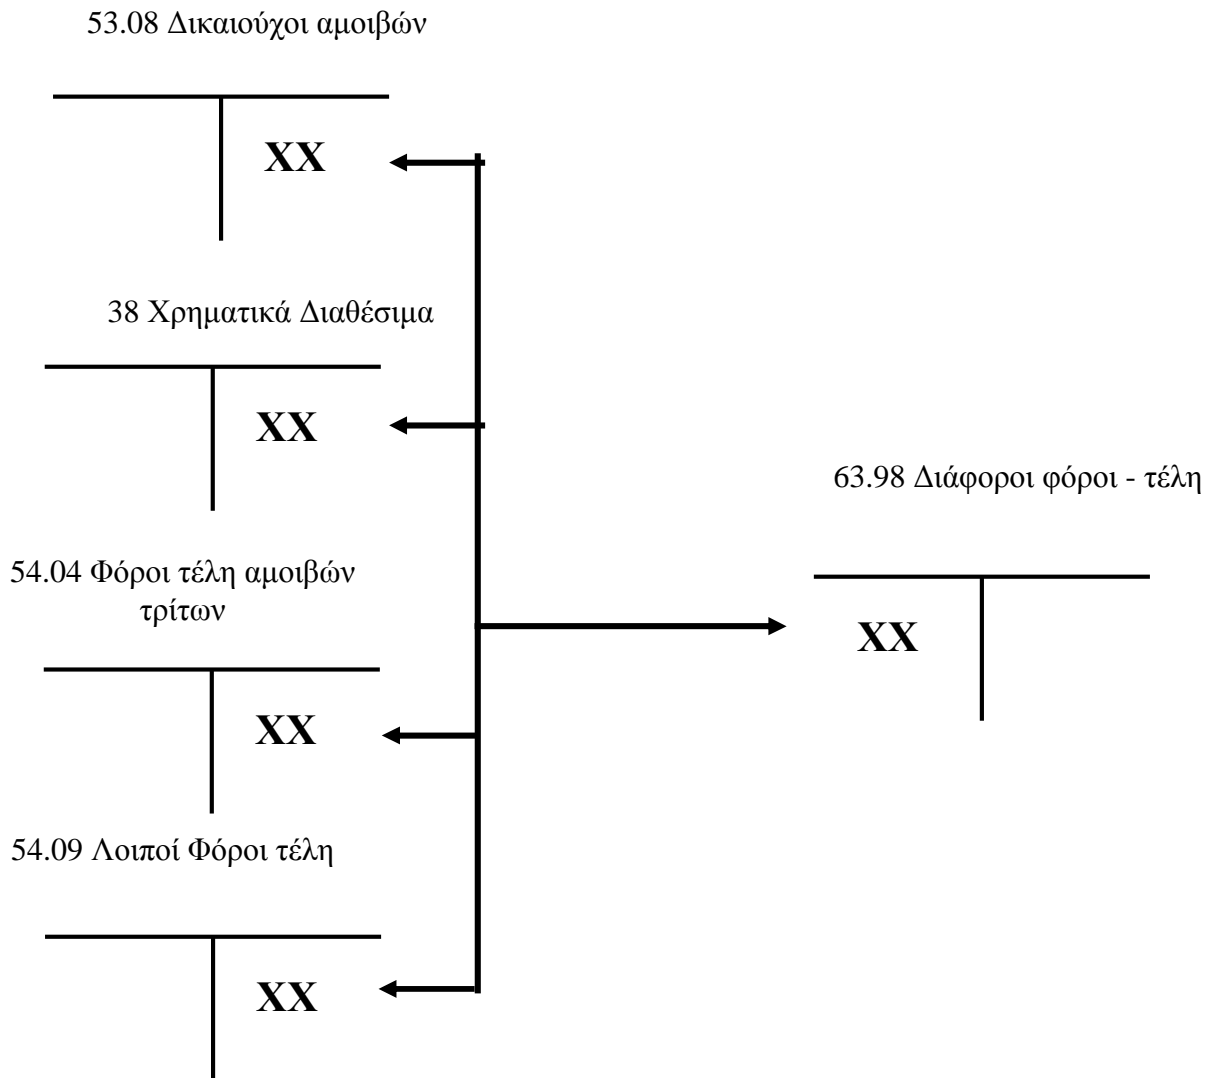 53.08 Δικαιούχοι αμοιβών
XX
38 Χρηματικά Διαθέσιμα
XX
63.98 Διάφοροι φόροι - τέλη
54.04 Φόροι τέλη αμοιβών
τρίτων
XX
XX
54.09 Λοιποί Φόροι τέλη
XX